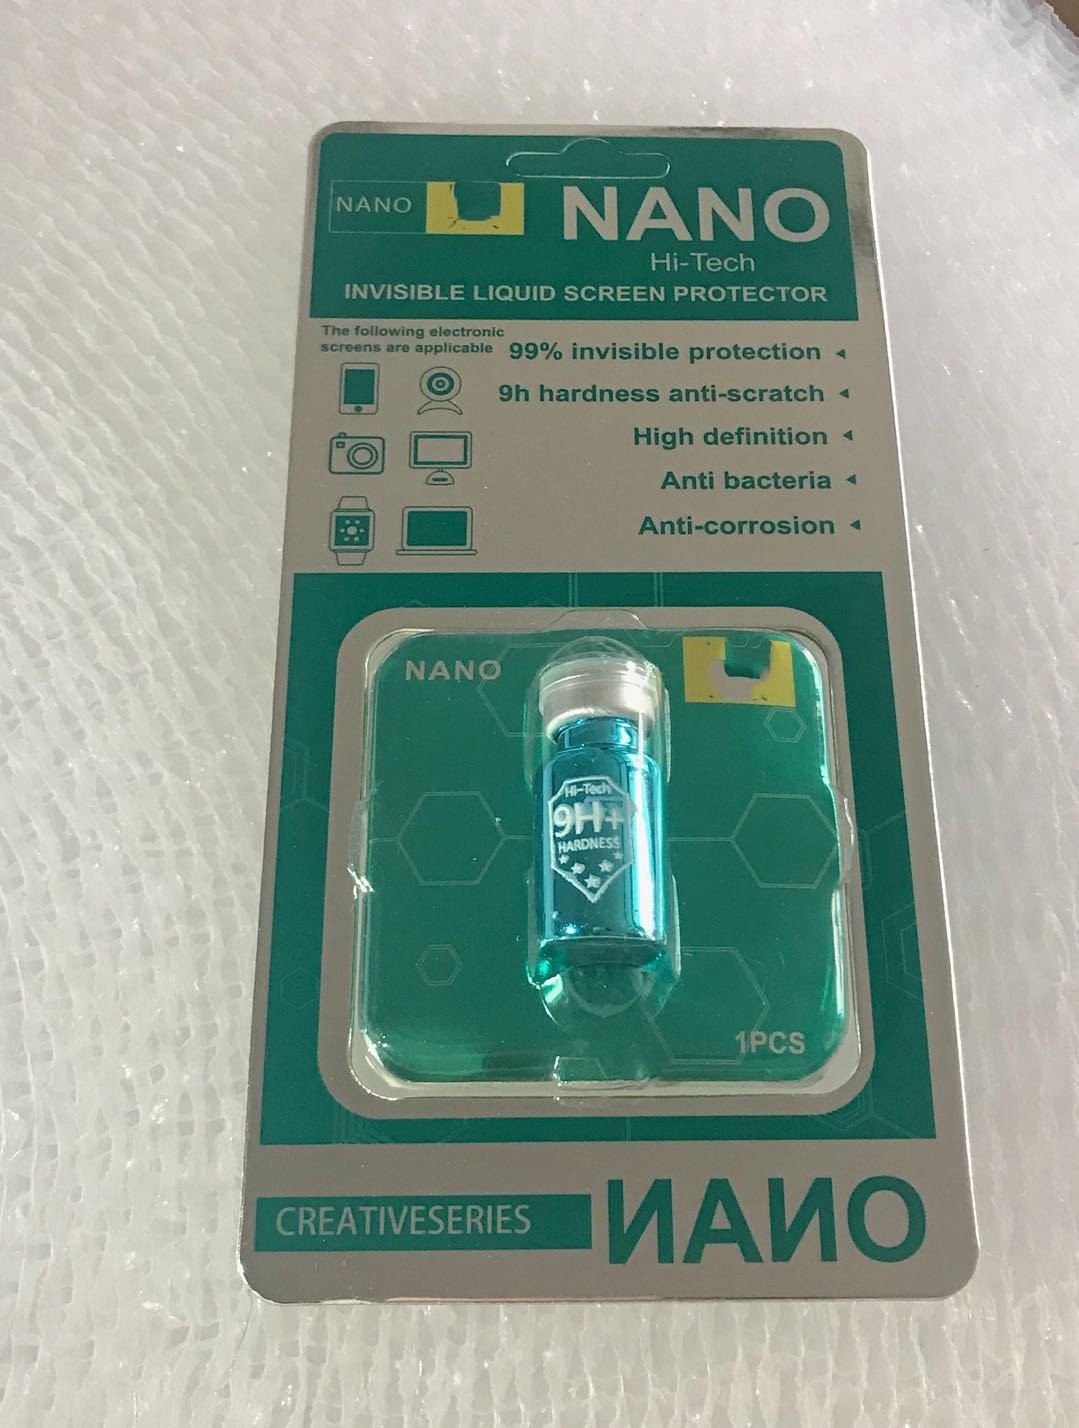 NANO
NANO
Hi-Tech
INVISIBLE LIQUID SCREEN PROTECTOR
The following electronic
screens are applicable
99% invisible protection
9h hardness anti-scratch
High definition
Anti bacteria
Anti-corrosion
NANO
Hi-Tech
9H+
HARDNESS
1PCS
CREATIVESERIES
ИAИO